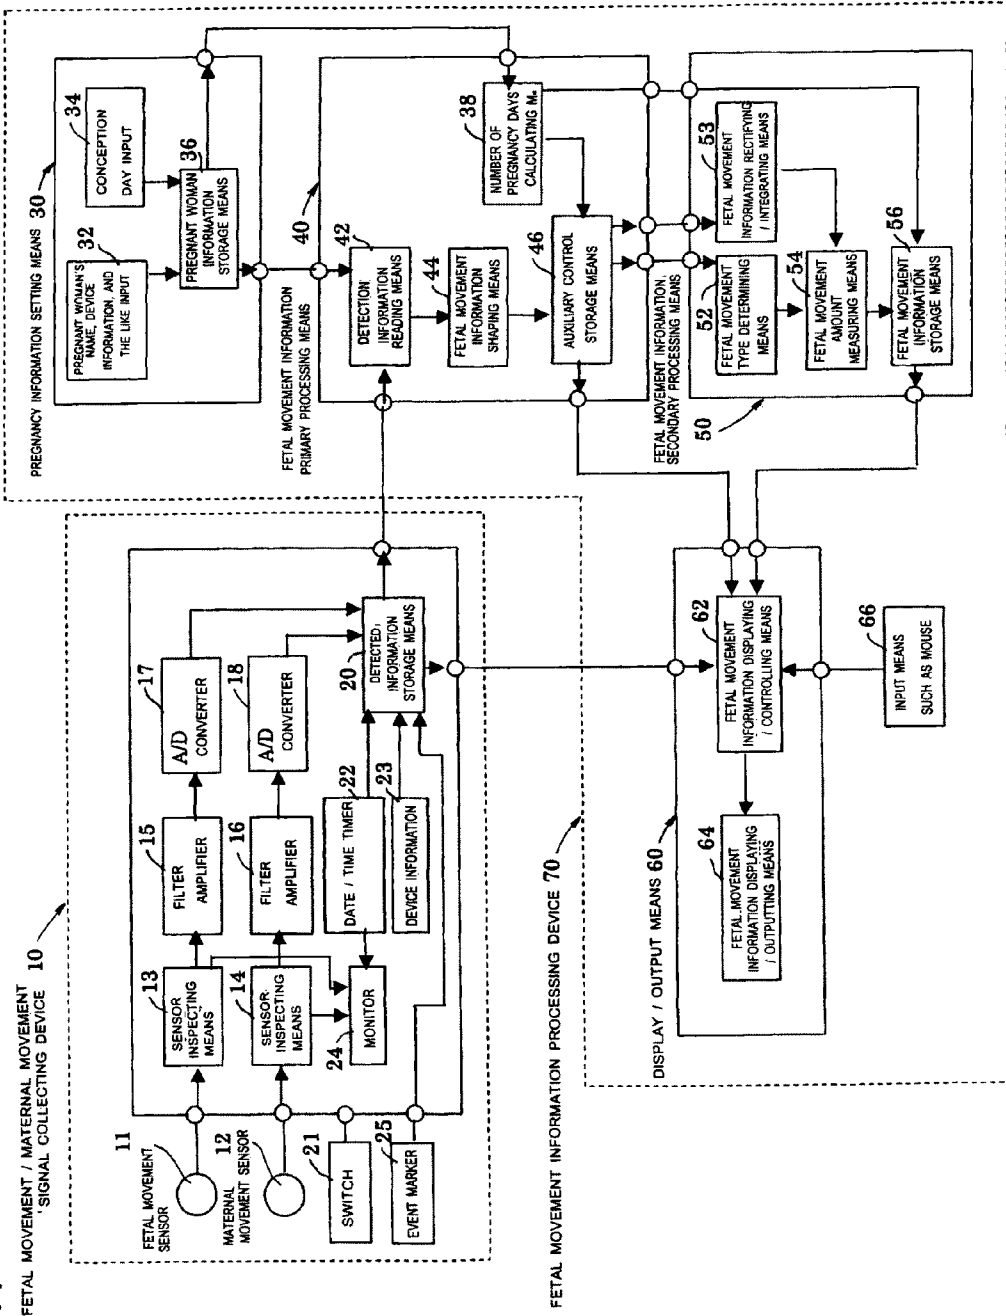 FETAL MOVEMENT / MATERNAL MOVEMENT
SIGNAL COLLECTING DEVICE 10
11
FETAL MOVEMENT
SENSOR
12
MATERNAL
MOVEMENT SENSOR
21
SWITCH
25
EVENT MARKER
13
SENSOR
INSPECTING
MEANS
14
SENSOR
INSPECTING
MEANS
24
MONITOR
15
FILTER
AMPLIFIER
16
FILTER
AMPLIFIER
22
DATE / TIME TIMER
23
DEVICE INFORMATION
17
A/D
CONVERTER
18
A/D
CONVERTER
20
DETECTED
INFORMATION
STORAGE MEANS
FETAL MOVEMENT INFORMATION PROCESSING DEVICE 70
PREGNANCY INFORMATION SETTING MEANS 30
32
PREGNANT WOMAN'S
NAME, DEVICE
INFORMATION, AND
THE LIKE INPUT
34
CONCEPTION
DAY INPUT
36
PREGNANT WOMAN
INFORMATION
STORAGE MEANS
FETAL MOVEMENT INFORMATION
PRIMARY PROCESSING MEANS
40
42
DETECTION
INFORMATION
READING MEANS
44
FETAL MOVEMENT
INFORMATION
SHAPING MEANS
38
NUMBER OF
PREGNANCY DAYS
CALCULATING M.
46
AUXILIARY CONTROL
STORAGE MEANS
FETAL MOVEMENT INFORMATION
SECONDARY PROCESSING MEANS
50
52
FETAL MOVEMENT
TYPE DETERMINING
MEANS
53
FETAL MOVEMENT
INFORMATION RECTIFYING
/ INTEGRATING MEANS
54
FETAL MOVEMENT
AMOUNT
MEASURING MEANS
56
FETAL MOVEMENT
INFORMATION
STORAGE MEANS
DISPLAY / OUTPUT MEANS 60
62
FETAL MOVEMENT
INFORMATION DISPLAYING
/ CONTROLLING MEANS
64
FETAL MOVEMENT
INFORMATION DISPLAYING
/ OUTPUTTING MEANS
66
INPUT MEANS
SUCH AS MOUSE